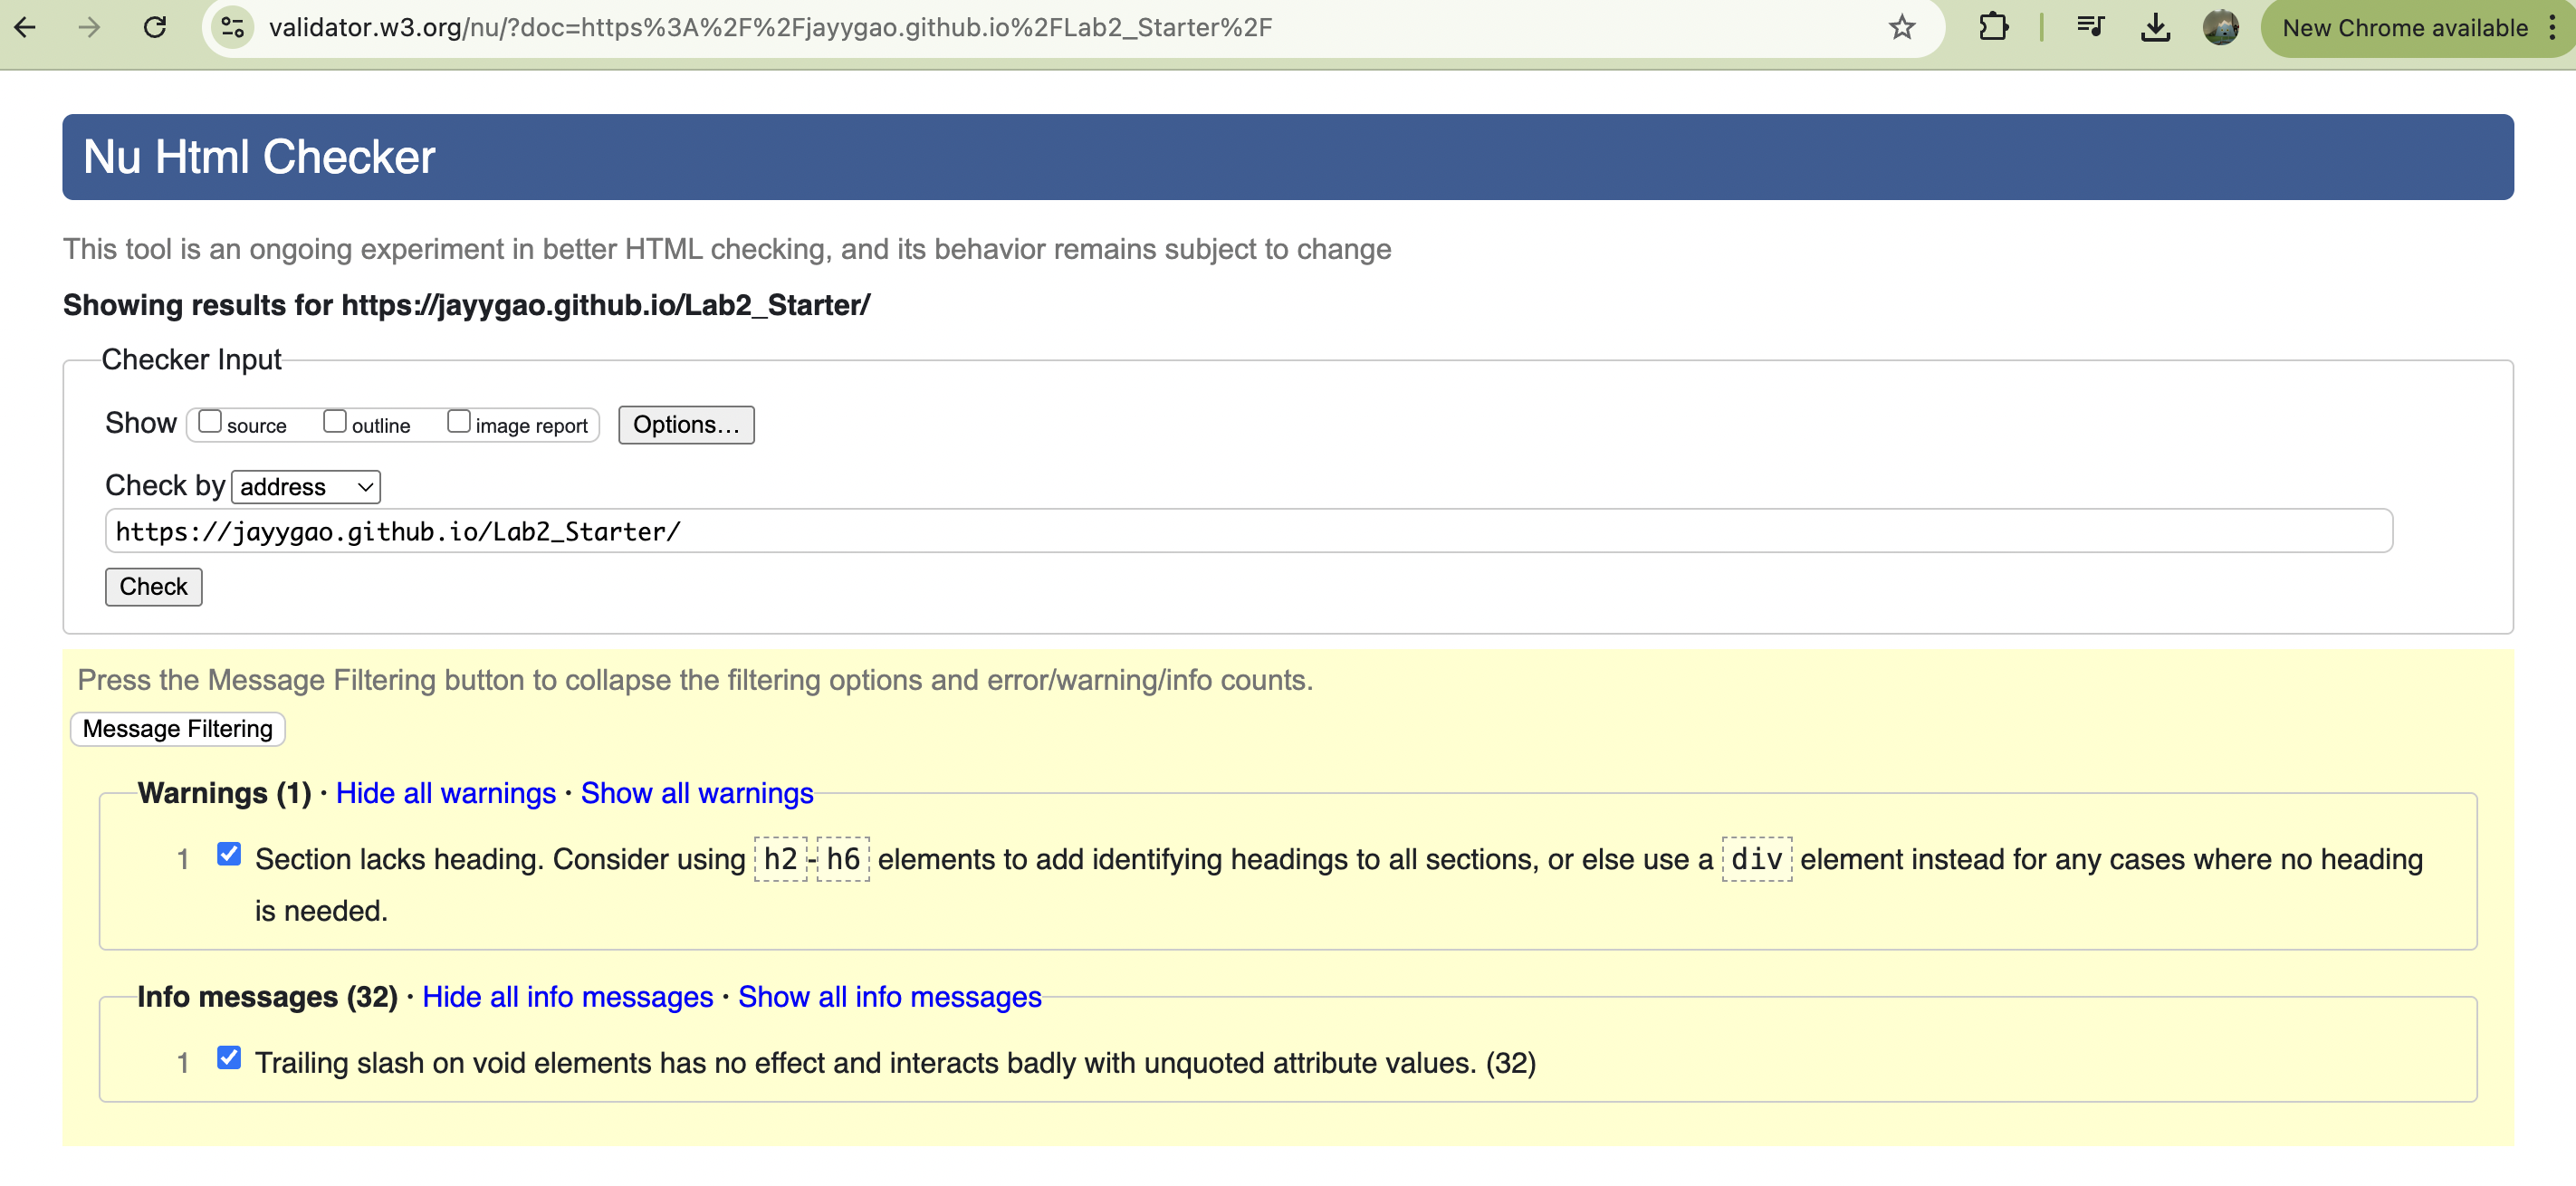 validator.w3.org/nu/?doc=https%3A%2F%2Fjayygao.github.io%2FLab2_Starter%2F
New Chrome available
Nu Html Checker
This tool is an ongoing experiment in better HTML checking, and its behavior remains subject to change
Showing results for https://jayygao.github.io/Lab2_Starter/
Checker Input
Show source outline image report Options...
Check by address
https://jayygao.github.io/Lab2_Starter/
Check
Press the Message Filtering button to collapse the filtering options and error/warning/info counts.
Message Filtering
Warnings (1) · Hide all warnings · Show all warnings
1 Section lacks heading. Consider using h2-h6 elements to add identifying headings to all sections, or else use a div element instead for any cases where no heading
is needed.
Info messages (32) · Hide all info messages · Show all info messages
1 Trailing slash on void elements has no effect and interacts badly with unquoted attribute values. (32)